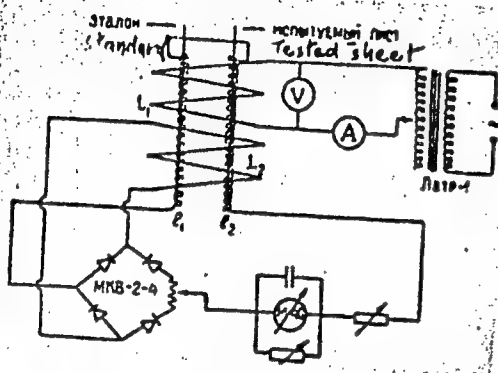 эталон
Standard
испытуемый лист
Tested sheet
L₁
V
A
L₂
ЛАТР-1
l₁ l₂
МКВ-2-4